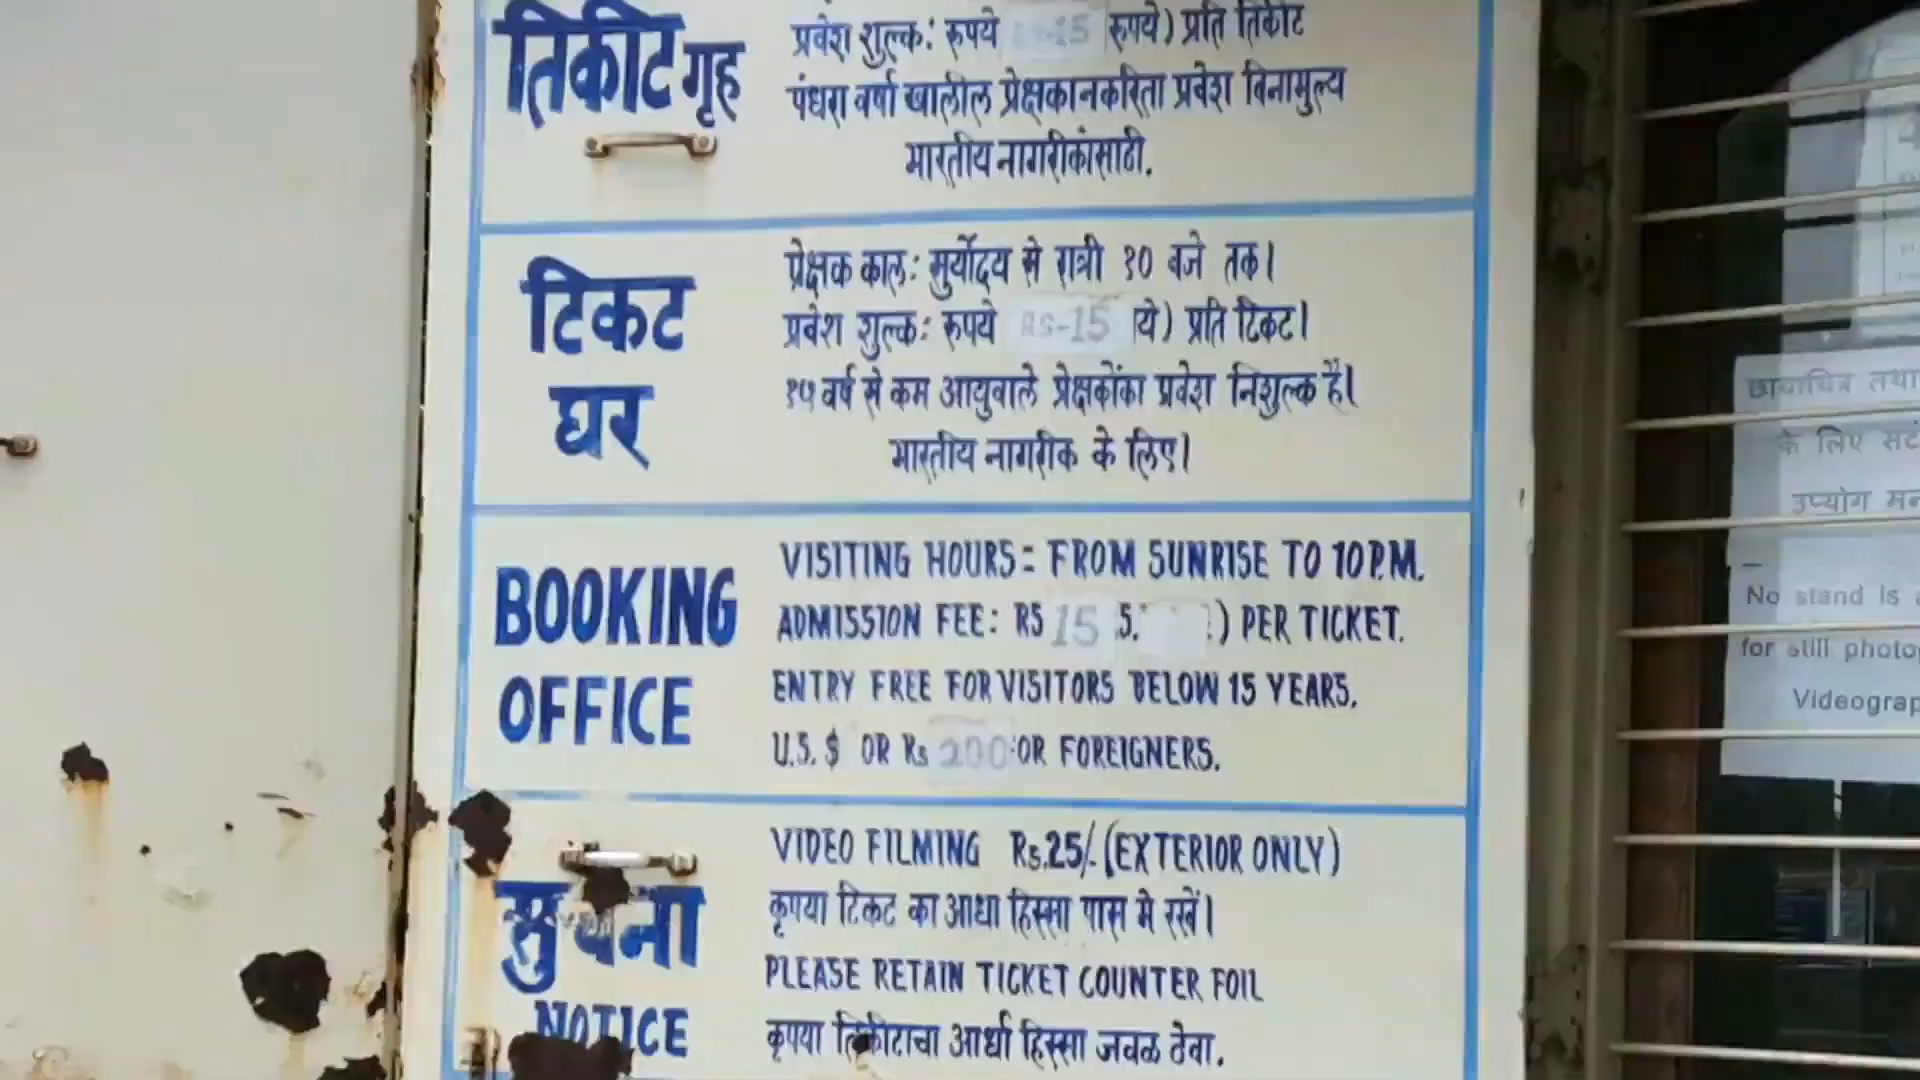 तिकीट गृह
प्रवेश शुल्क: रुपये RS-15 रुपये) प्रति तिकीट
पंधरा वर्षा खालील प्रेक्षकानकरिता प्रवेश विनामुल्य
भारतीय नागरीकांसाठी.
टिकट
घर
प्रेक्षक काल: सुर्योदय से रात्री १० बजे तक।
प्रवेश शुल्क: रुपये RS-15 ये) प्रति टिकट।
१५ वर्ष से कम आयुवाले प्रेक्षकोंका प्रवेश निशुल्क है।
भारतीय नागरीक के लिए।
BOOKING
OFFICE
VISITING HOURS: FROM SUNRISE TO 10P.M.
ADMISSION FEE: RS 15 5. ) PER TICKET.
ENTRY FREE FOR VISITORS BELOW 15 YEARS.
U.S. $ OR Rs 200 OR FOREIGNERS.
सुचना
NOTICE
VIDEO FILMING Rs.25/- (EXTERIOR ONLY)
कृपया टिकट का आधा हिस्सा पास मे रखें।
PLEASE RETAIN TICKET COUNTER FOIL
कृपया तिकीटाचा आर्धा हिस्सा जवळ ठेवा.
छायाचित्र तथा
के लिए
उप्योग
No stand is
for still photo
Videograp